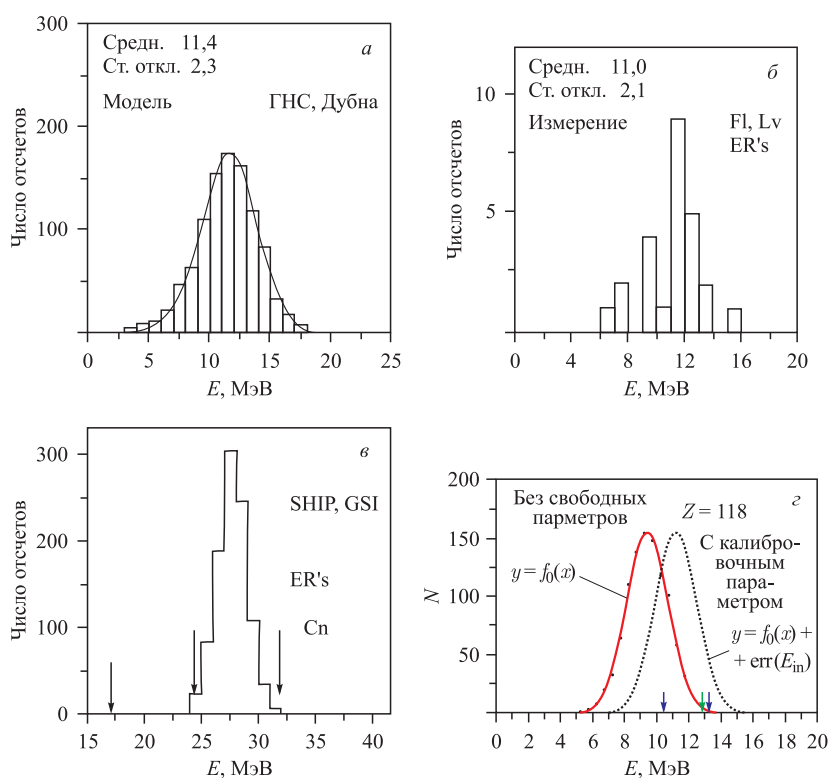 300
200
100
0
Число отсчетов
Средн. 11,4
Ст. откл. 2,3
а
Модель
ГНС, Дубна
0 5 10 15 20 25
E, МэВ
10
5
0
Число отсчетов
Средн. 11,0
Ст. откл. 2,1
б
Измерение
Fl, Lv
ER's
0 4 8 12 16 20
E, МэВ
300
200
100
0
Число отсчетов
в
SHIP, GSI
ER's
Cn
15 20 25 30 35 40
E, МэВ
200
150
100
50
N
Без свободных
парметров
y = f₀(x)
Z = 118
г
С калибро-
вочным
пара-
метром
y = f₀(x) +
+ err(Eᵢₙ)
0 2 4 6 8 10 12 14 16 18 20
E, МэВ